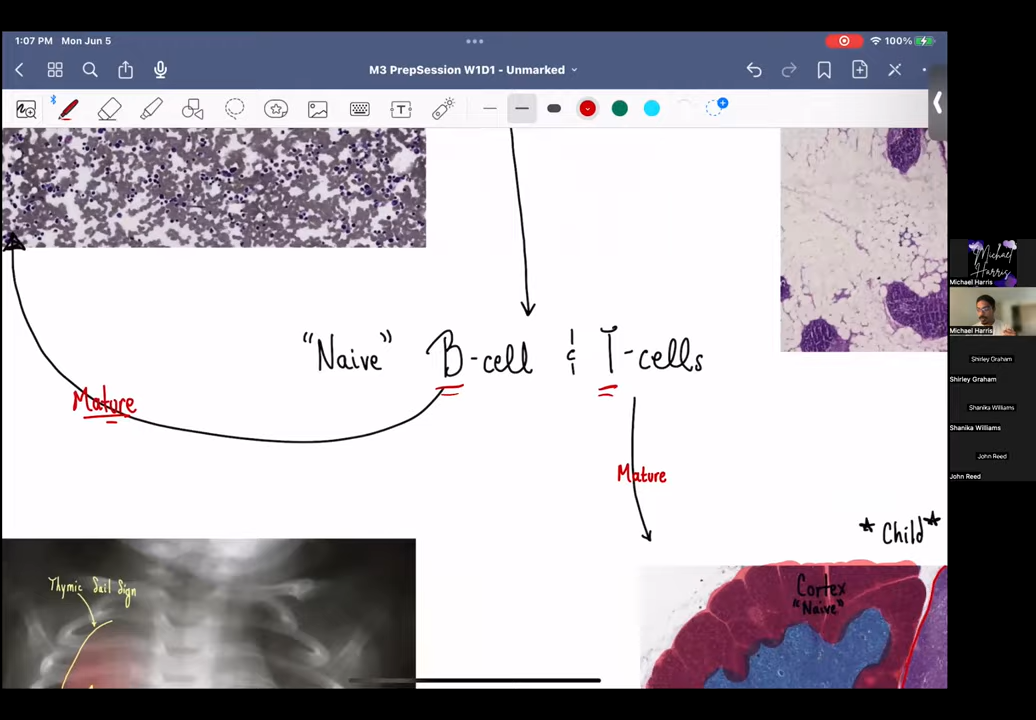 1:07 PM Mon Jun 5
100%
M3 PrepSession W1D1 - Unmarked
"Naive" B-cell & T-cells
Mature
Mature
*Child*
Thymic Sail Sign
Cortex
"Naive"
Michael
Harris
Michael Harris
Michael Harris
Shirley Graham
Shirley Graham
Shanika Williams
Shanika Williams
John Reed
John Reed